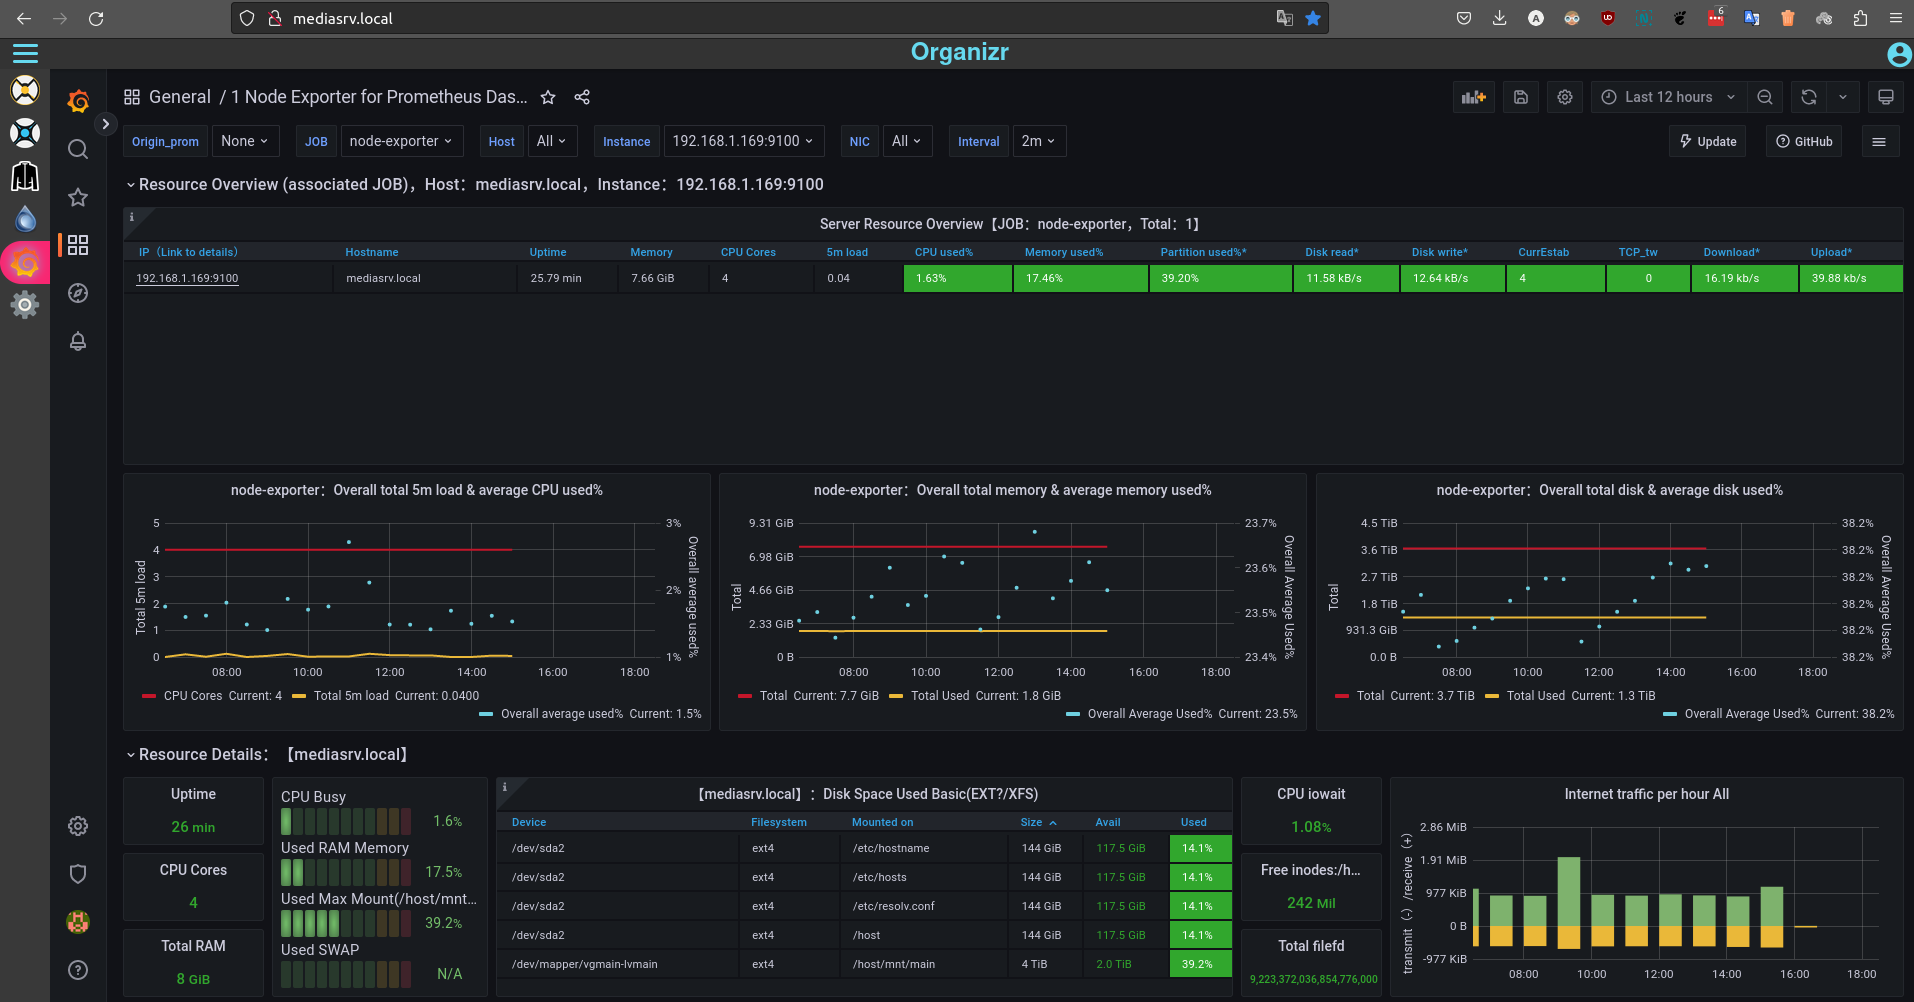 mediasrv.local
6
Organizr
General / 1 Node Exporter for Prometheus Das...
Last 12 hours
Origin_prom None JOB node-exporter Host All Instance 192.168.1.169:9100 NIC All Interval 2m Update GitHub
Resource Overview (associated JOB)，Host：mediasrv.local，Instance：192.168.1.169:9100
Server Resource Overview【JOB：node-exporter，Total：1】
IP（Link to details） Hostname Uptime Memory CPU Cores 5m load CPU used% Memory used% Partition used%* Disk read* Disk write* CurrEstab TCP_tw Download* Upload*
192.168.1.169:9100 mediasrv.local 25.79 min 7.66 GiB 4 0.04 1.63% 17.46% 39.20% 11.58 kB/s 12.64 kB/s 4 0 16.19 kb/s 39.88 kb/s
node-exporter：Overall total 5m load & average CPU used%
Total 5m load
5
4
3
2
1
0
3%
2%
1%
Overall average used%
08:00 10:00 12:00 14:00 16:00 18:00
CPU Cores Current: 4 Total 5m load Current: 0.0400
Overall average used% Current: 1.5%
node-exporter：Overall total memory & average memory used%
Total
9.31 GiB
6.98 GiB
4.66 GiB
2.33 GiB
0 B
23.7%
23.6%
23.5%
23.4%
Overall Average Used%
08:00 10:00 12:00 14:00 16:00 18:00
Total Current: 7.7 GiB Total Used Current: 1.8 GiB
Overall Average Used% Current: 23.5%
node-exporter：Overall total disk & average disk used%
Total
4.5 TiB
3.6 TiB
2.7 TiB
1.8 TiB
931.3 GiB
0.0 B
38.2%
38.2%
38.2%
38.2%
38.2%
38.2%
Overall Average Used%
08:00 10:00 12:00 14:00 16:00 18:00
Total Current: 3.7 TiB Total Used Current: 1.3 TiB
Overall Average Used% Current: 38.2%
Resource Details：【mediasrv.local】
Uptime
26 min
CPU Cores
4
Total RAM
8 GiB
CPU Busy
1.6%
Used RAM Memory
17.5%
Used Max Mount(/host/mnt...
39.2%
Used SWAP
N/A
【mediasrv.local】：Disk Space Used Basic(EXT?/XFS)
Device Filesystem Mounted on Size Avail Used
/dev/sda2 ext4 /etc/hostname 144 GiB 117.5 GiB 14.1%
/dev/sda2 ext4 /etc/hosts 144 GiB 117.5 GiB 14.1%
/dev/sda2 ext4 /etc/resolv.conf 144 GiB 117.5 GiB 14.1%
/dev/sda2 ext4 /host 144 GiB 117.5 GiB 14.1%
/dev/mapper/vgmain-lvmain ext4 /host/mnt/main 4 TiB 2.0 TiB 39.2%
CPU iowait
1.08%
Free inodes:/h...
242 Mil
Total filefd
9,223,372,036,854,776,000
Internet traffic per hour All
transmit（-）/receive（+）
2.86 MiB
1.91 MiB
977 KiB
0 B
-977 KiB
08:00 10:00 12:00 14:00 16:00 18:00